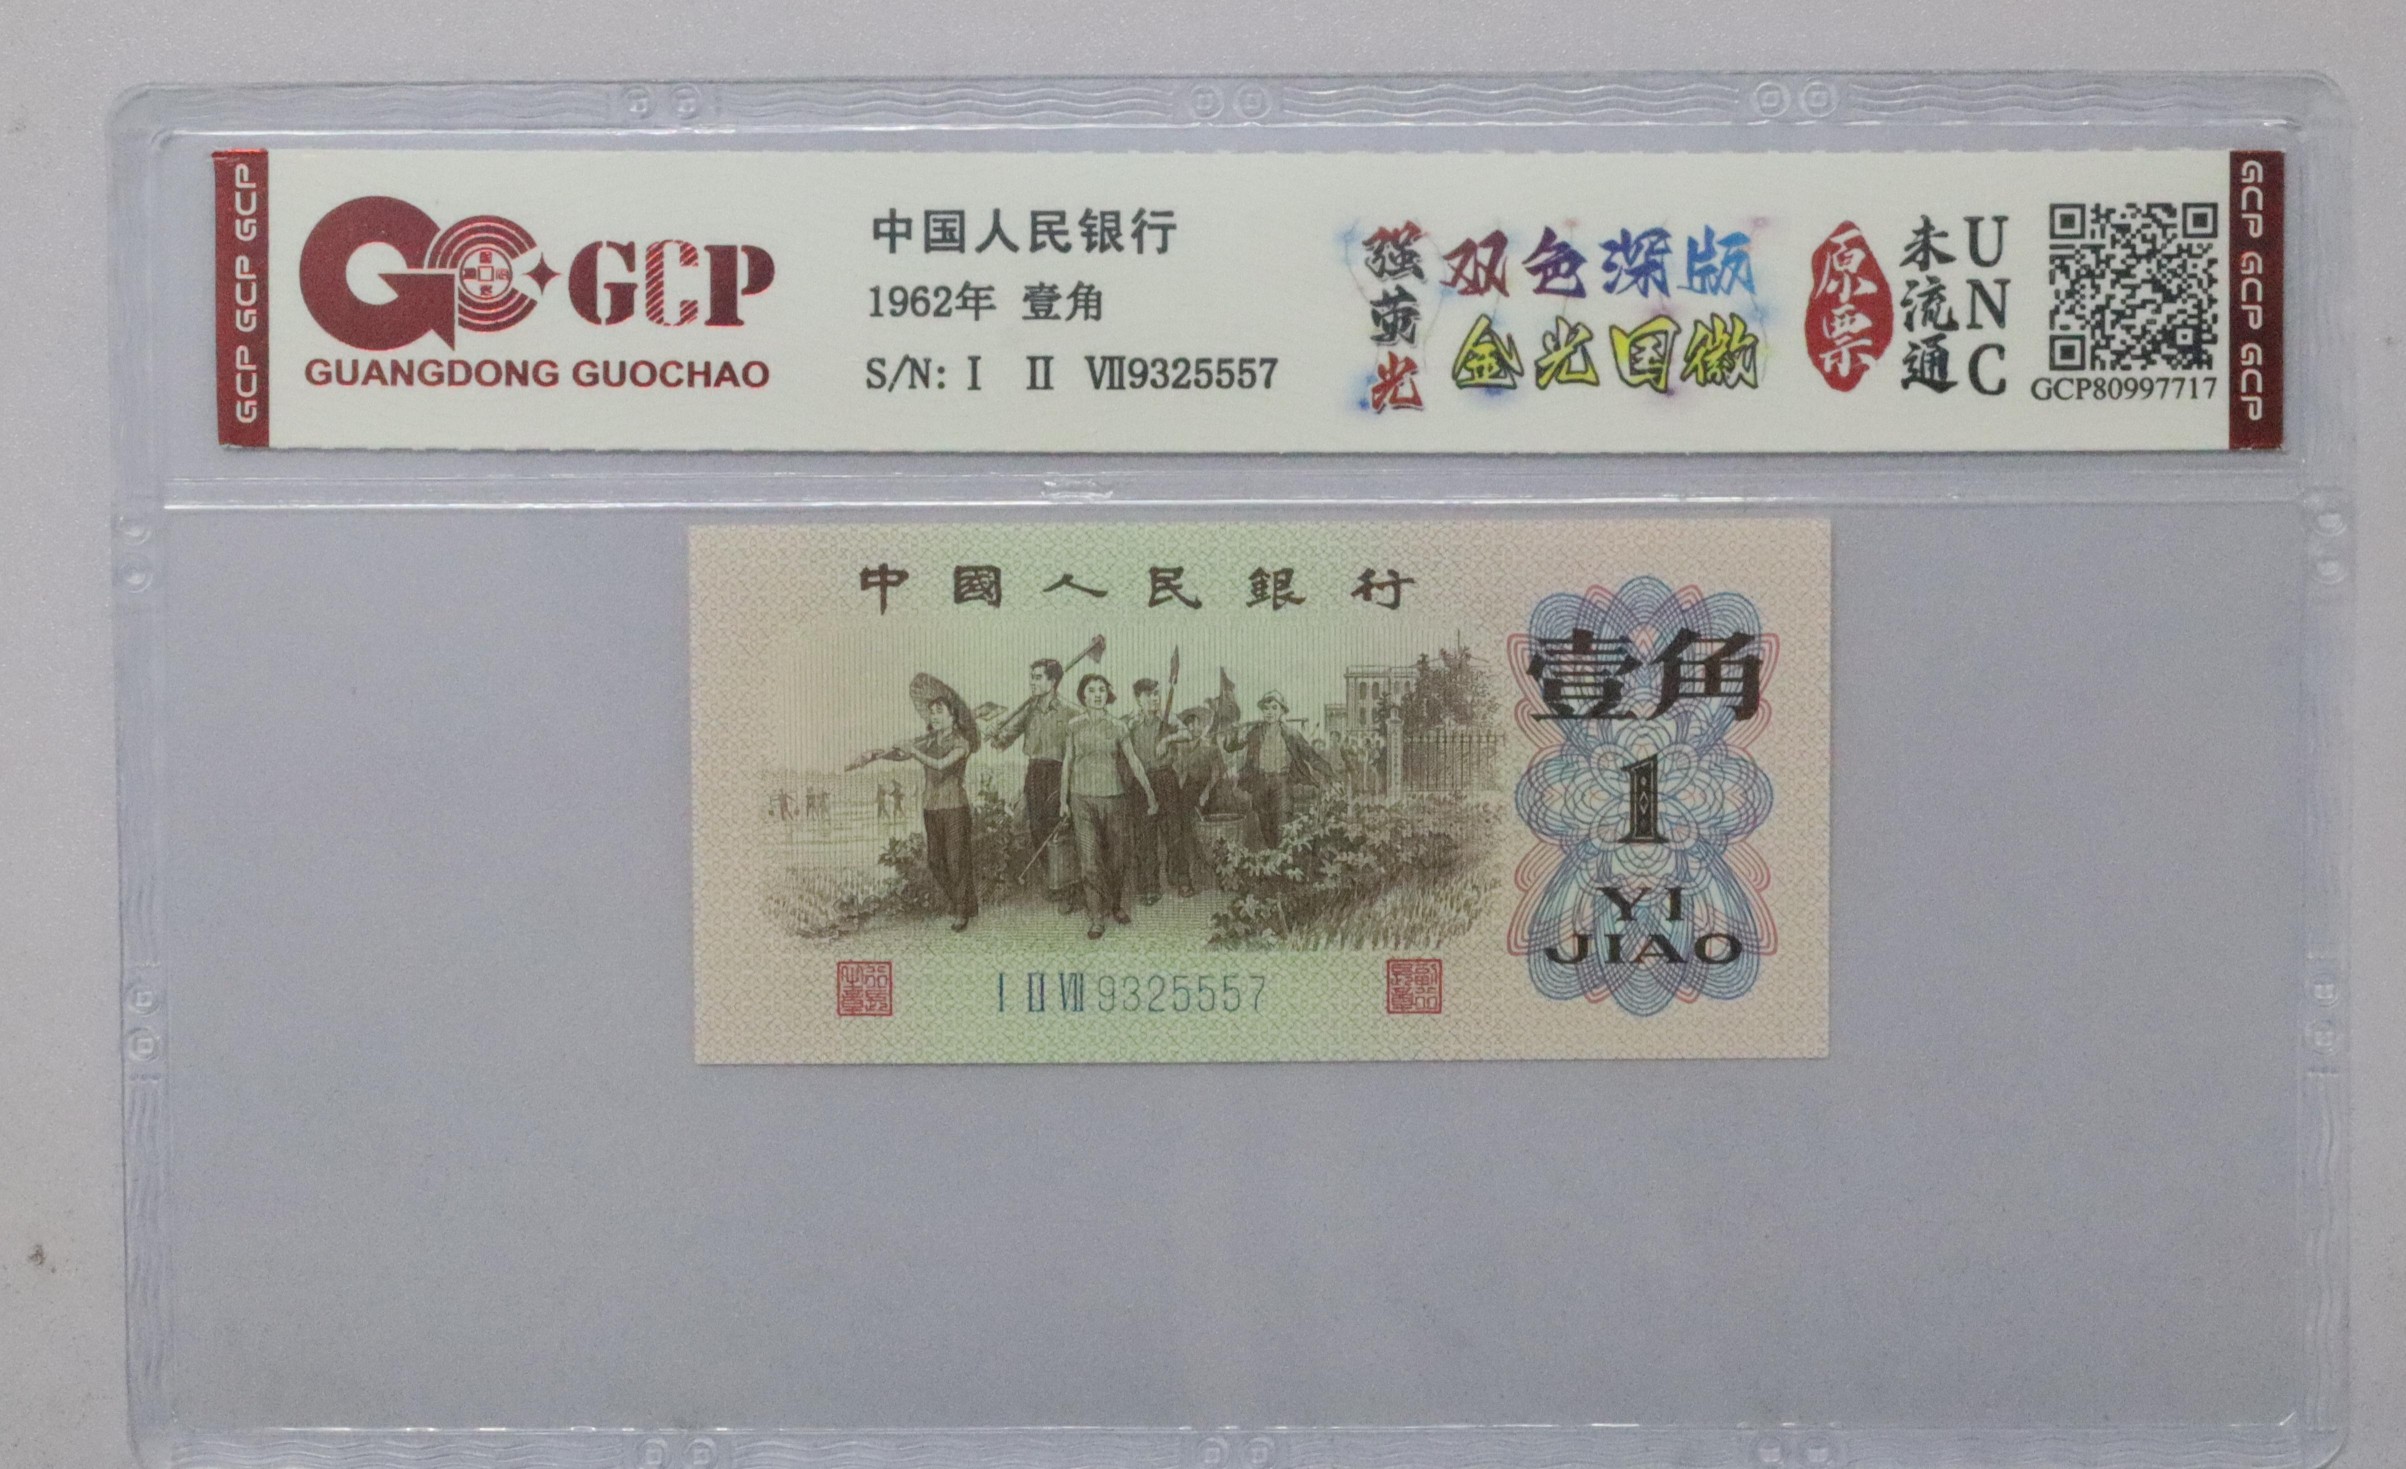 GCP GCP GCP
GCP
GUANGDONG GUOCHAO
中国人民银行
1962年 壹角
S/N: Ⅰ Ⅱ Ⅶ9325557
强荧光
双色深版
金光国徽
原票
未流通
UNC
GCP80997717
GCP GCP GCP
中國人民銀行
壹角
1
YI
JIAO
Ⅰ Ⅱ Ⅶ 9325557